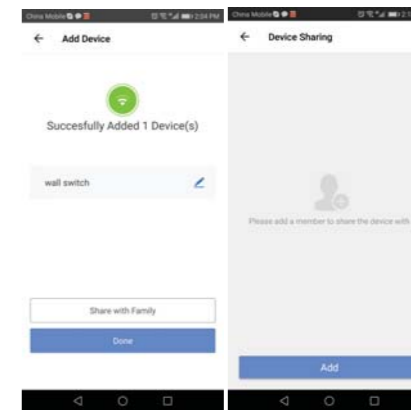 China Mobile 2:04 PM
Add Device
Succesfully Added 1 Device(s)
wall switch
Share with Family
Done
China Mobile
Device Sharing
Please add a member to share the device with
Add